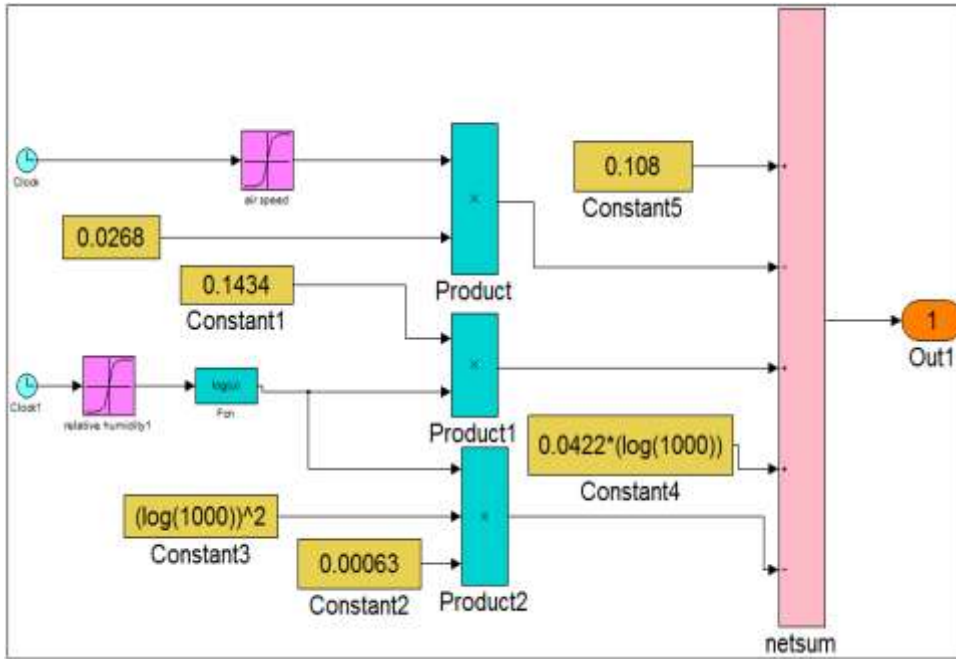 Clock
air speed
0.0268
×
Product
0.108
Constant5
0.1434
Constant1
×
Product1
Clock1
relative humidity1
log(u)
Fcn
0.0422*(log(1000))
Constant4
(log(1000))^2
Constant3
0.00063
Constant2
×
Product2
netsum
1
Out1